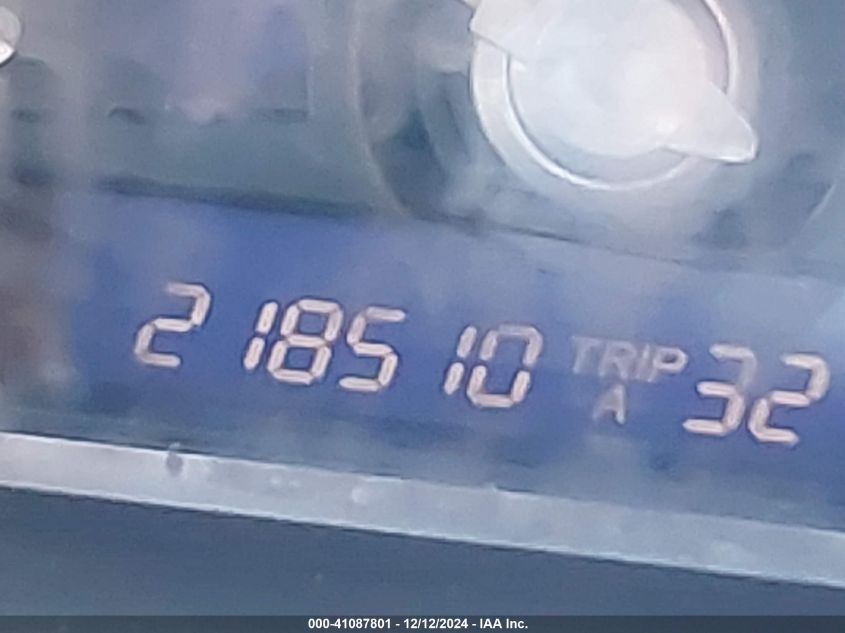 218510 TRIP A 32
000-41087801 - 12/12/2024 - IAA Inc.